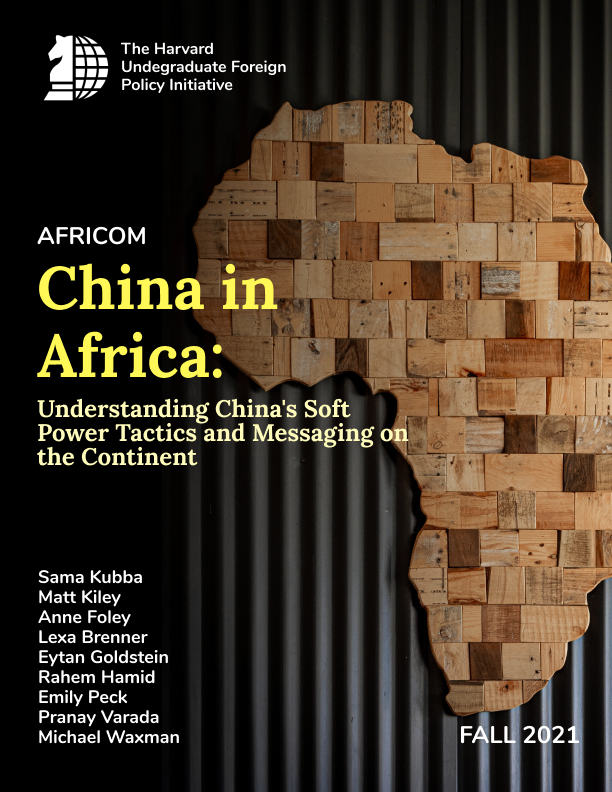 The Harvard
Undegraduate Foreign
Policy Initiative
AFRICOM
China in
Africa:
Understanding China's Soft
Power Tactics and Messaging on
the Continent
Sama Kubba
Matt Kiley
Anne Foley
Lexa Brenner
Eytan Goldstein
Rahem Hamid
Emily Peck
Pranay Varada
Michael Waxman
FALL 2021